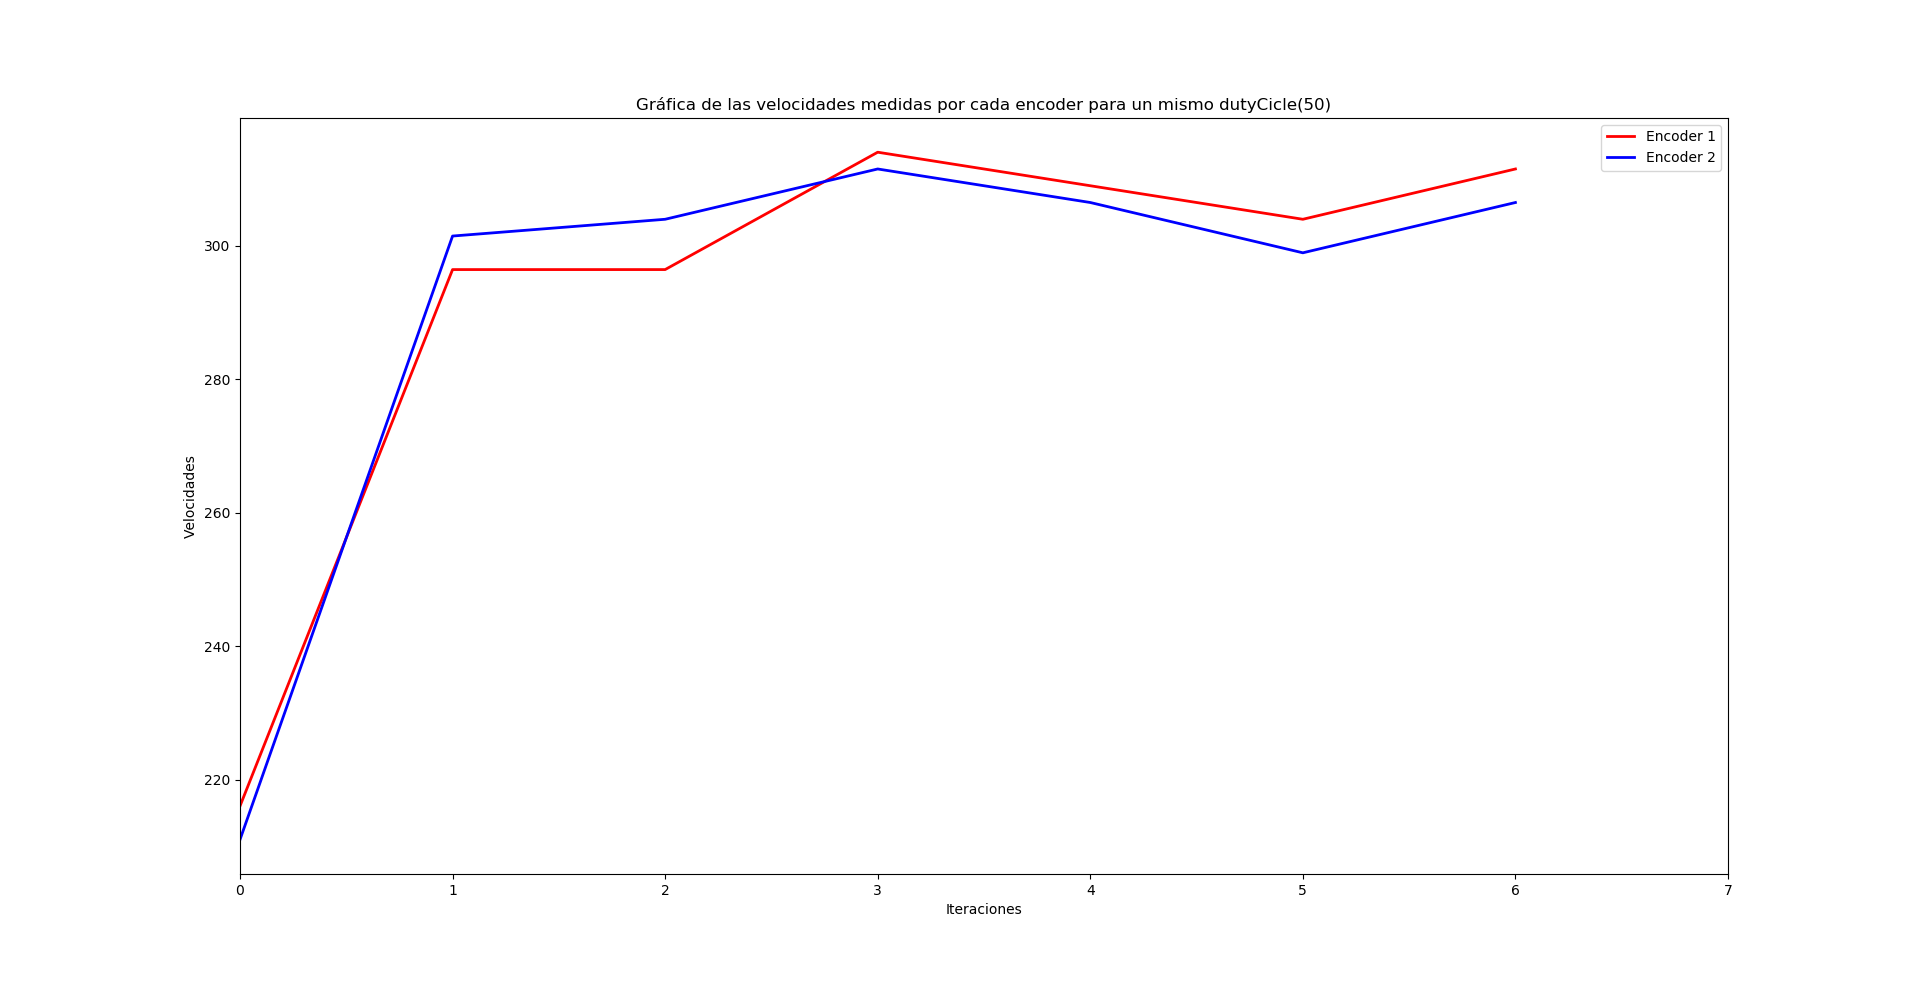 Gráfica de las velocidades medidas por cada encoder para un mismo dutyCicle(50)
Encoder 1
Encoder 2
300
280
260
240
220
Velocidades
0 1 2 3 4 5 6 7
Iteraciones